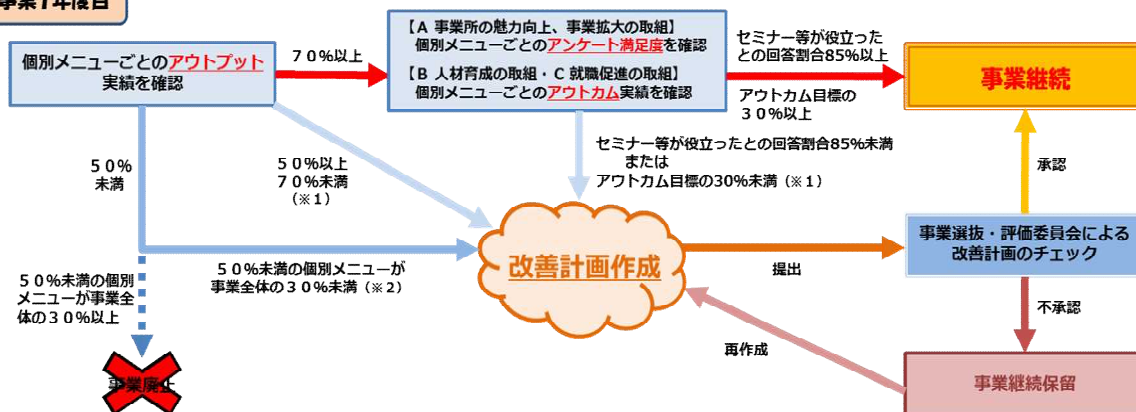 事業1年度目
個別メニューごとのアウトプット
実績を確認
70%以上
【A 事業所の魅力向上、事業拡大の取組】
個別メニューごとのアンケート満足度を確認
【B 人材育成の取組・C 就職促進の取組】
個別メニューごとのアウトカム実績を確認
セミナー等が役立った
との回答割合85%以上
アウトカム目標の
30%以上
事業継続
50%
未満
50%以上
70%未満
(※1)
セミナー等が役立ったとの回答割合85%未満
または
アウトカム目標の30%未満(※1)
承認
改善計画作成
提出
事業選抜・評価委員会による
改善計画のチェック
50%未満の個別メニューが
事業全体の30%未満(※2)
50%未満の個別
メニューが事業全
体の30%以上
不承認
再作成
事業廃止
事業継続保留